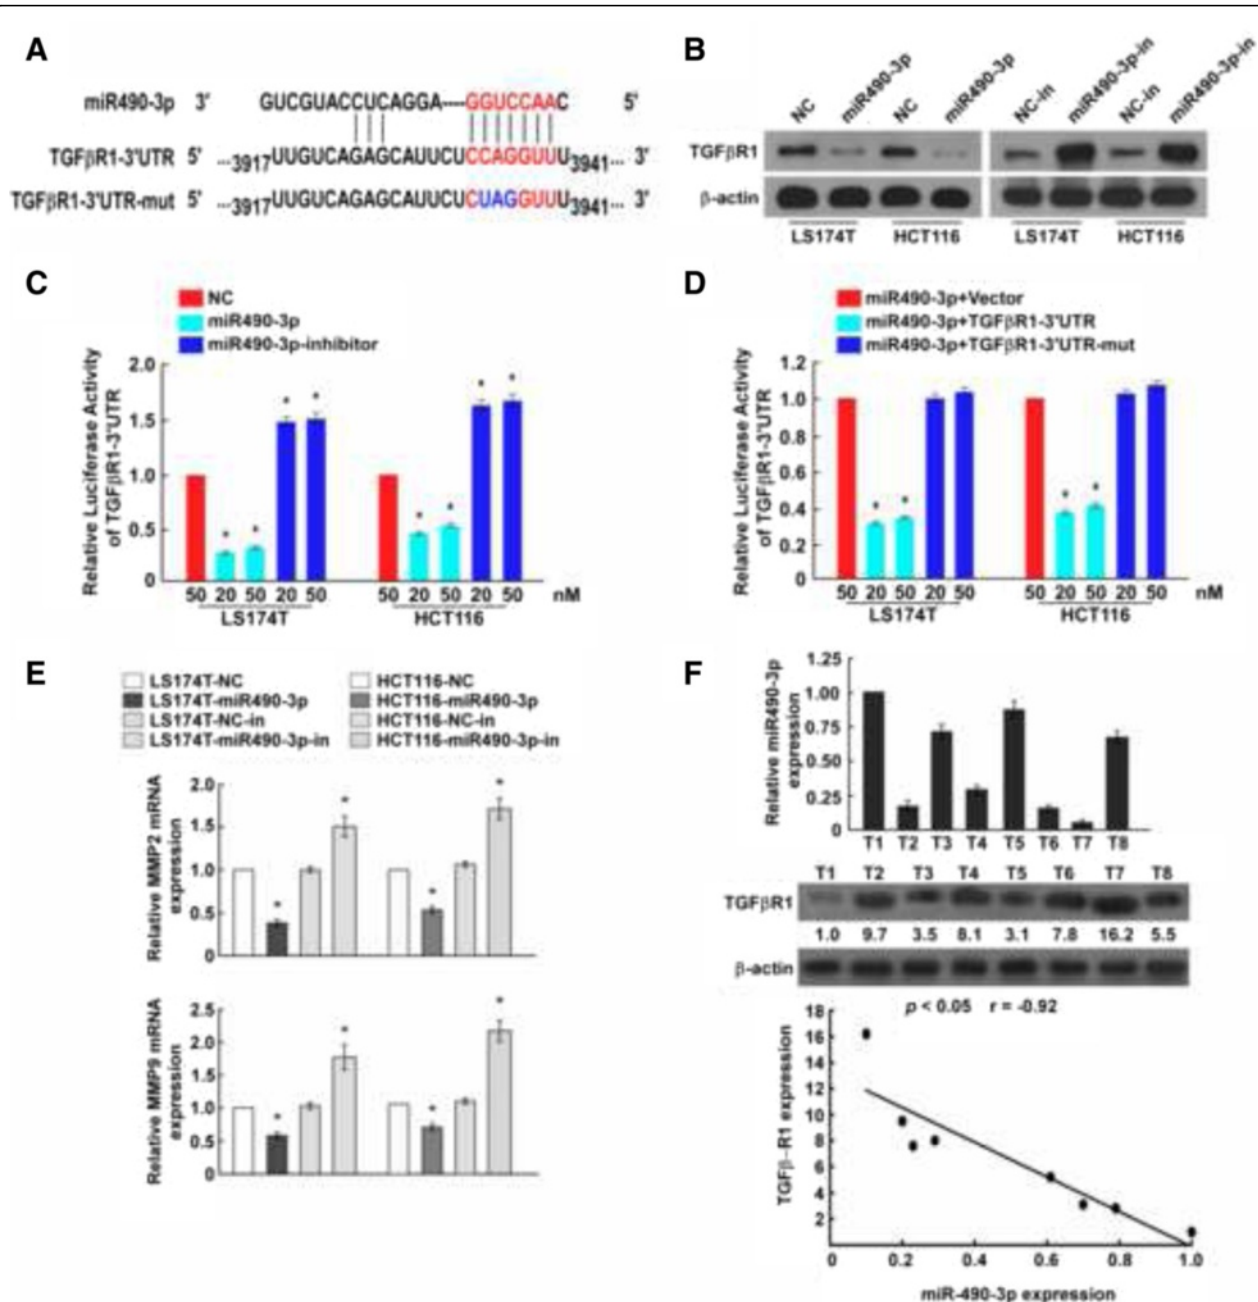 A
miR490-3p 3' GUCGUACCUCAGGA----GGUCCAAC 5'
TGFβR1-3'UTR 5' ...3917UUGUCAGAGCAUUCUCCAGGUUU3941... 3'
TGFβR1-3'UTR-mut 5' ...3917UUGUCAGAGCAUUCUCUAGGUUU3941... 3'
B
NC miR490-3p NC miR490-3p NC-in miR490-3p-in NC-in miR490-3p-in
TGFβR1
β-actin
LS174T HCT116 LS174T HCT116
C
NC
miR490-3p
miR490-3p-inhibitor
Relative Luciferase Activity
of TGFβR1-3'UTR
2.0
1.5
1.0
0.5
0
50 20 50 20 50 50 20 50 20 50 nM
LS174T HCT116
* * * * * * * *
D
miR490-3p+Vector
miR490-3p+TGFβR1-3'UTR
miR490-3p+TGFβR1-3'UTR-mut
Relative Luciferase Activity
of TGFβR1-3'UTR
1.2
1.0
0.8
0.6
0.4
0.2
0
* * * *
50 20 50 20 50 50 20 50 20 50 nM
LS174T HCT116
E
LS174T-NC HCT116-NC
LS174T-miR490-3p HCT116-miR490-3p
LS174T-NC-in HCT116-NC-in
LS174T-miR490-3p-in HCT116-miR490-3p-in
Relative MMP2 mRNA
expression
2.0
1.5
1.0
0.5
0
* * * *
Relative MMP9 mRNA
expression
2.5
2.0
1.5
1.0
0.5
0
* * * *
F
Relative miR490-3p
expression
1.25
1.00
0.75
0.50
0.25
0
T1 T2 T3 T4 T5 T6 T7 T8
T1 T2 T3 T4 T5 T6 T7 T8
TGFβR1
1.0 9.7 3.5 8.1 3.1 7.8 16.2 5.5
β-actin
p < 0.05 r = -0.92
TGFβ-R1 expression
18
16
14
12
10
8
6
4
2
0 0.2 0.4 0.6 0.8 1.0
miR-490-3p expression